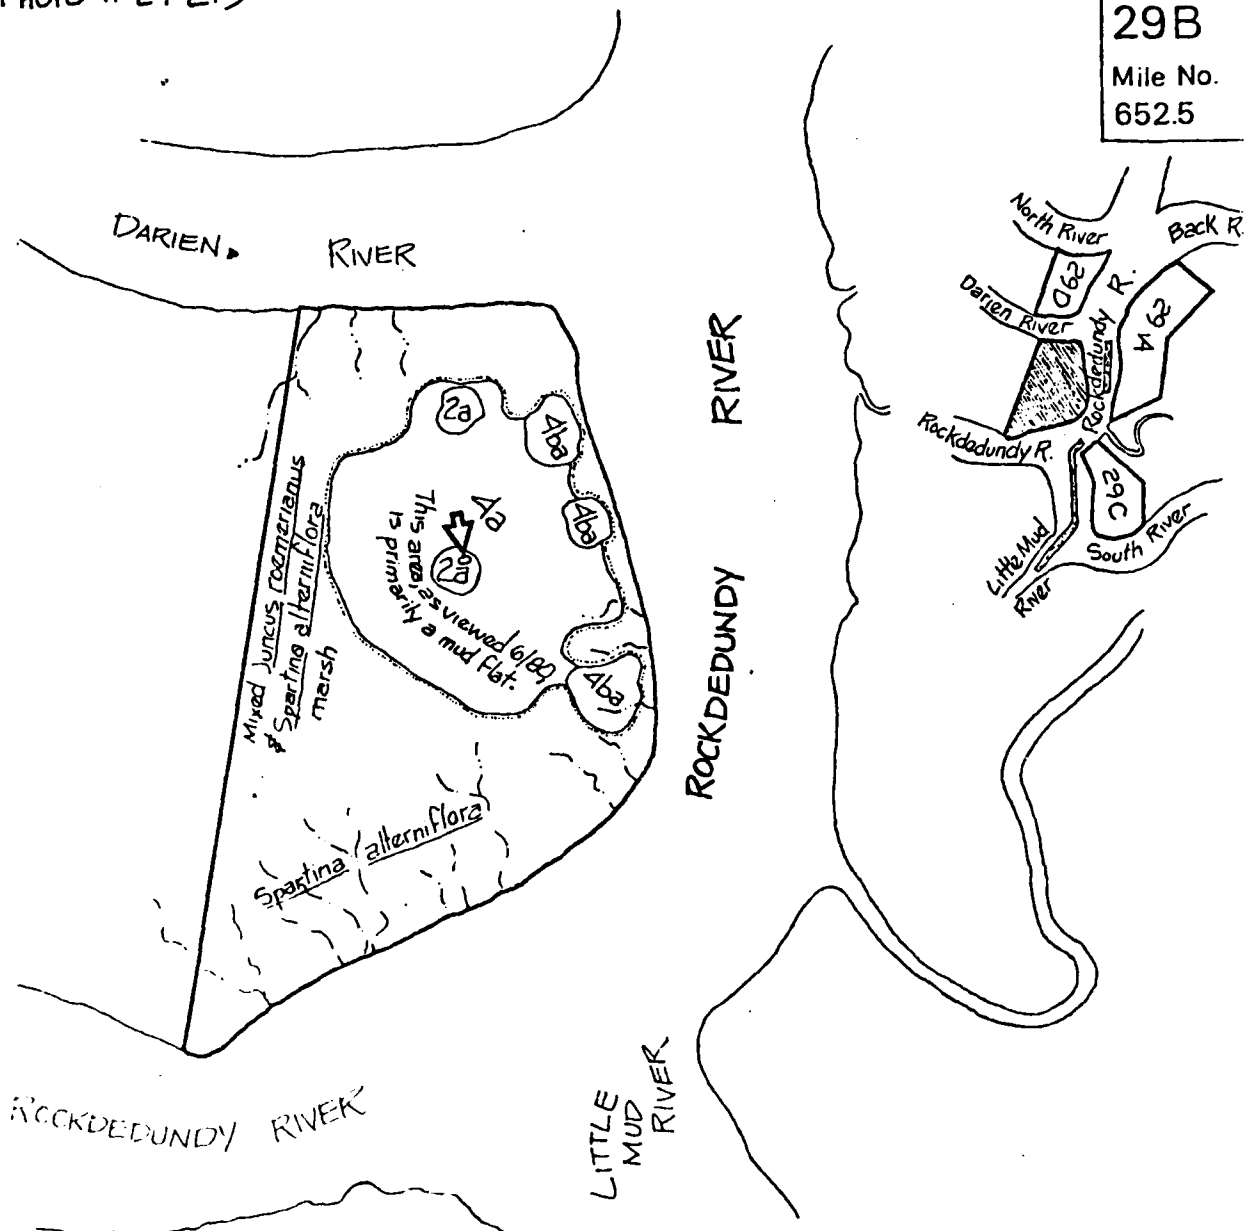 29B
Mile No.
652.5
DARIEN RIVER
North River
Back R.
29D
R.
Darien River
29A
Rockdedundy
Rockdedundy R.
29C
Little Mud
River
South River
RIVER
ROCKDEDUNDY
2a
4ba
4ba
4a
This area, as viewed 6/89,
is primarily a mud flat.
4ba
1
Mixed Juncus roemerianus
& Spartina alterniflora
marsh
Spartina alterniflora
ROCKDEDUNDY RIVER
LITTLE
MUD
RIVER